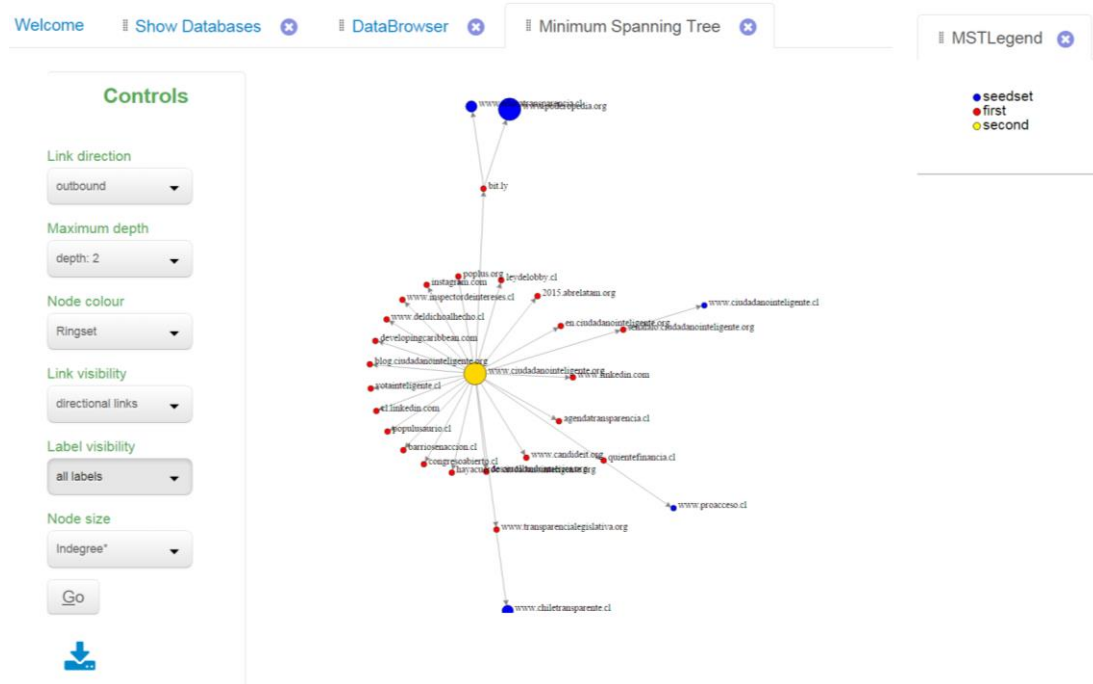 Welcome
Show Databases
DataBrowser
Minimum Spanning Tree
MSTLegend
Controls
seedset
first
second
Link direction
outbound
Maximum depth
depth: 2
Node colour
Ringset
Link visibility
directional links
Label visibility
all labels
Node size
Indegree*
Go
www.poderopedia.org
bit.ly
poplus.org
leydelobby.cl
instagram.com
2015.abrelatam.org
www.inspectordeintereses.cl
www.ciudadanointeligente.cl
www.deldichoalhecho.cl
en.ciudadanointeligente.org
ciudadanointeligente.org
developingcaribbean.com
blog.ciudadanointeligente.org
www.ciudadanointeligente.org
www.linkedin.com
votainteligente.cl
cl.linkedin.com
agendatransparencia.cl
populusaurio.cl
barriosenaccion.cl
www.candideit.org
quientefinancia.cl
congresoabierto.cl
www.proacceso.cl
www.transparencialegislativa.org
www.chiletransparente.cl